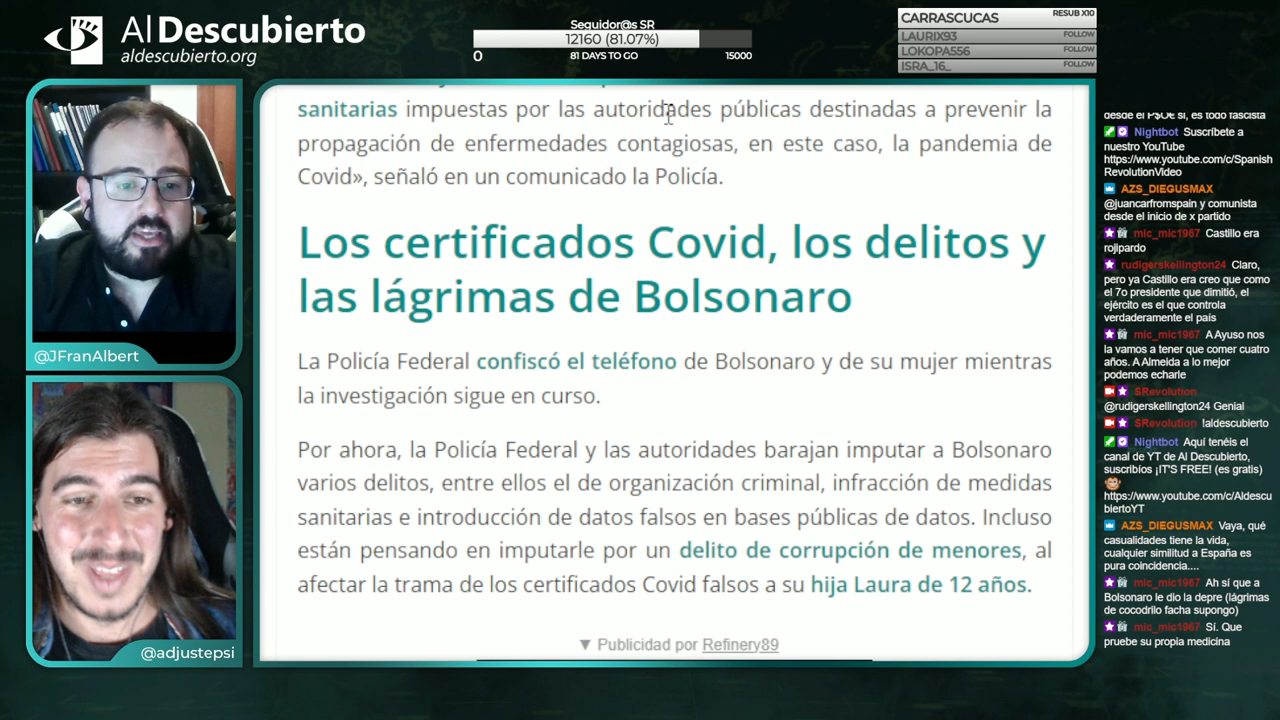 Al Descubierto
aldescubierto.org
Seguidor@s SR
12160 (81.07%)
0
81 DAYS TO GO
15000
CARRASCUCAS
RESUB X10
LAURIX93
FOLLOW
LOKOPA556
FOLLOW
ISRA_16_
FOLLOW
@JFranAlbert
@adjustepsi
sanitarias impuestas por las autoridades públicas destinadas a prevenir la
propagación de enfermedades contagiosas, en este caso, la pandemia de
Covid», señaló en un comunicado la Policía.
Los certificados Covid, los delitos y
las lágrimas de Bolsonaro
La Policía Federal confiscó el teléfono de Bolsonaro y de su mujer mientras
la investigación sigue en curso.
Por ahora, la Policía Federal y las autoridades barajan imputar a Bolsonaro
varios delitos, entre ellos el de organización criminal, infracción de medidas
sanitarias e introducción de datos falsos en bases públicas de datos. Incluso
están pensando en imputarle por un delito de corrupción de menores, al
afectar la trama de los certificados Covid falsos a su hija Laura de 12 años.
▼ Publicidad por Refinery89
desde el P$OE si, es todo fascista
Nightbot Suscríbete a
nuestro YouTube
https://www.youtube.com/c/Spanish
RevolutionVideo
AZS_DIEGUSMAX
@juancarfromspain y comunista
desde el inicio de x partido
mic_mic1967 Castillo era
rojipardo
rudigerskellington24 Claro,
pero ya Castillo era creo que como
el 7o presidente que dimitió, el
ejército es el que controla
verdaderamente el país
mic_mic1967 A Ayuso nos
la vamos a tener que comer cuatro
años. A Almeida a lo mejor
podemos echarle
SRevolution
@rudigerskellington24 Genial
SRevolution !aldescubierto
Nightbot Aquí tenéis el
canal de YT de Al Descubierto,
suscribíos ¡IT'S FREE! (es gratis)
https://www.youtube.com/c/Aldescu
biertoYT
AZS_DIEGUSMAX Vaya, qué
casualidades tiene la vida,
cualquier similitud a España es
pura coincidencia....
mic_mic1967 Ah sí que a
Bolsonaro le dio la depre (lágrimas
de cocodrilo facha supongo)
mic_mic1967 Sí. Que
pruebe su propia medicina